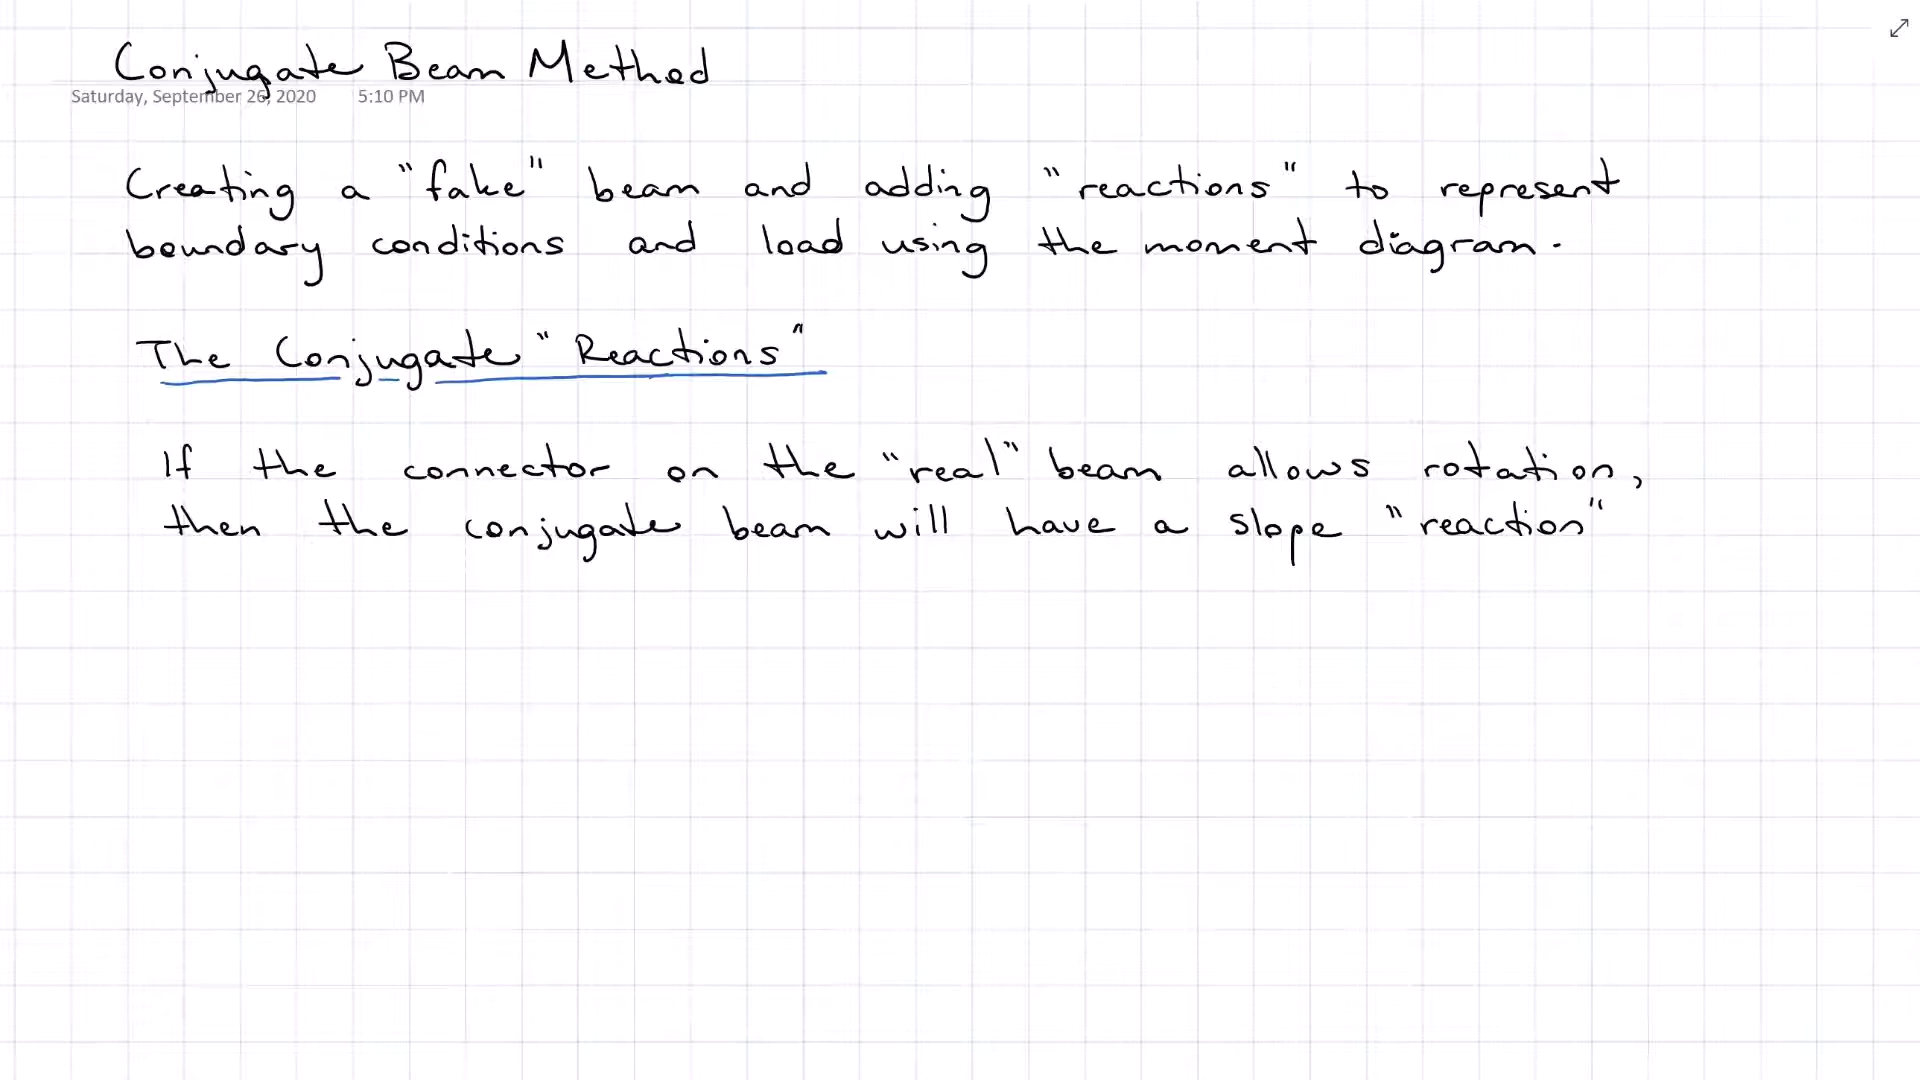 Conjugate Beam Method
Saturday, September 26, 2020 5:10 PM
Creating a "fake" beam and adding "reactions" to represent
boundary conditions and load using the moment diagram.
The Conjugate "Reactions"
If the connector on the "real" beam allows rotation,
then the conjugate beam will have a slope "reaction"